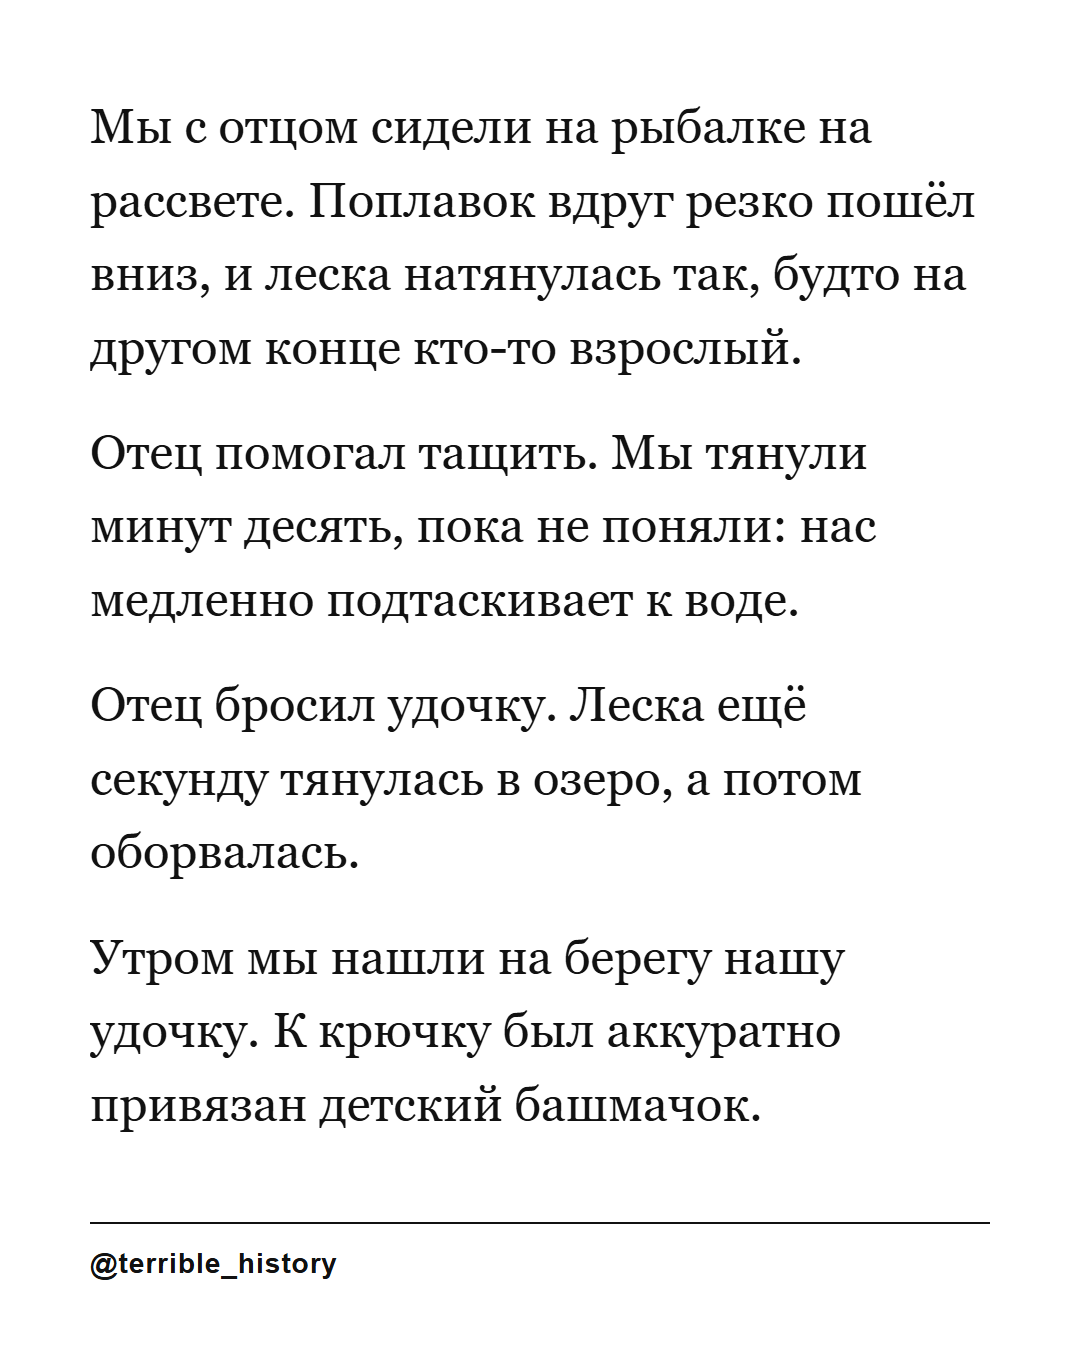 Мы с отцом сидели на рыбалке на
рассвете. Поплавок вдруг резко пошёл
вниз, и леска натянулась так, будто на
другом конце кто-то взрослый.
Отец помогал тащить. Мы тянули
минут десять, пока не поняли: нас
медленно подтаскивает к воде.
Отец бросил удочку. Леска ещё
секунду тянулась в озеро, а потом
оборвалась.
Утром мы нашли на берегу нашу
удочку. К крючку был аккуратно
привязан детский башмачок.
@terrible_history